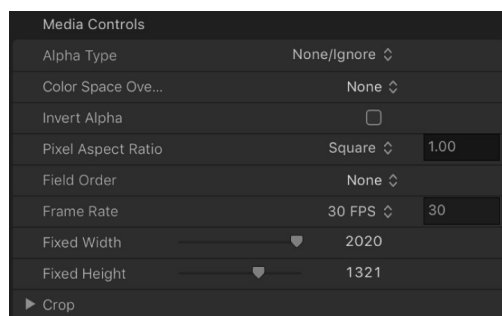 Media Controls
Alpha Type None/Ignore
Color Space Ove... None
Invert Alpha
Pixel Aspect Ratio Square 1.00
Field Order None
Frame Rate 30 FPS 30
Fixed Width 2020
Fixed Height 1321
Crop